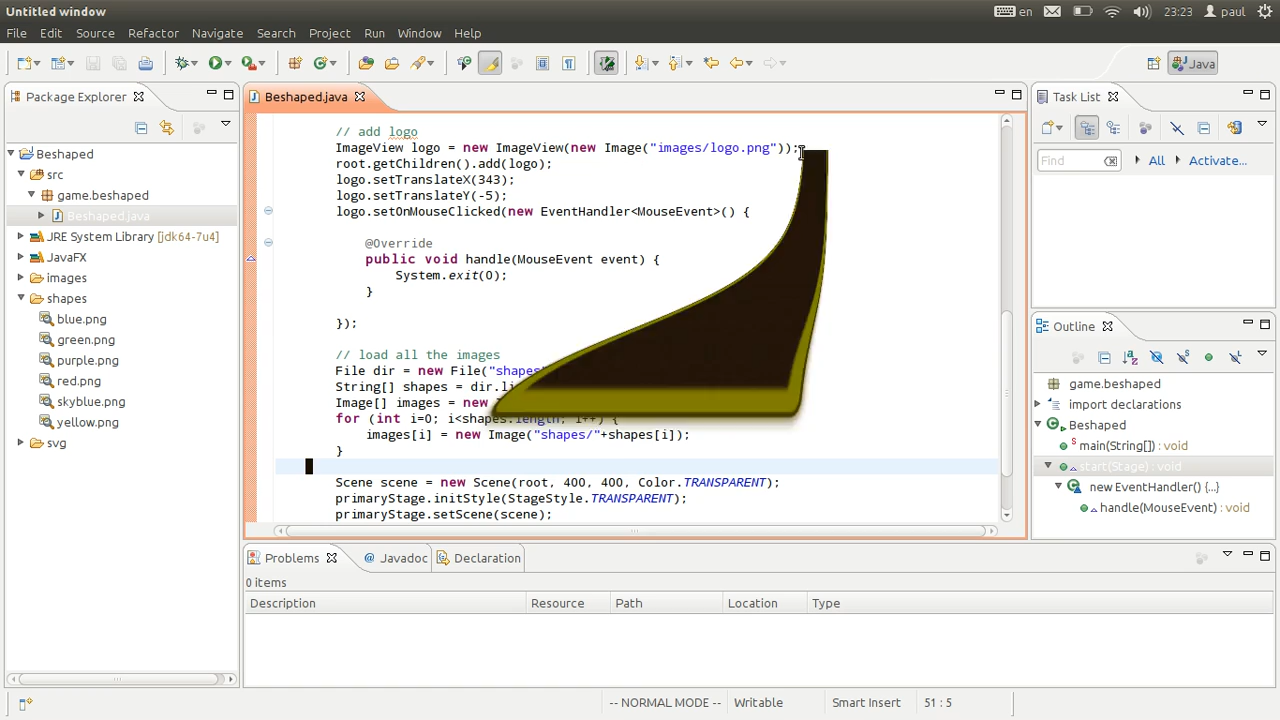 Untitled window
en
23:23
paul
File Edit Source Refactor Navigate Search Project Run Window Help
Java
Package Explorer
Beshaped.java
Task List
Beshaped
src
game.beshaped
Beshaped.java
JRE System Library [jdk64-7u4]
JavaFX
images
shapes
blue.png
green.png
purple.png
red.png
skyblue.png
yellow.png
svg
// add logo
ImageView logo = new ImageView(new Image("images/logo.png"));
root.getChildren().add(logo);
logo.setTranslateX(343);
logo.setTranslateY(-5);
logo.setOnMouseClicked(new EventHandler<MouseEvent>() {
@Override
public void handle(MouseEvent event) {
System.exit(0);
}
});
// load all the images
File dir = new File("shapes
String[] shapes = dir.li
Image[] images = new
for (int i=0; i<shapes.length; i++) {
images[i] = new Image("shapes/"+shapes[i]);
}
Scene scene = new Scene(root, 400, 400, Color.TRANSPARENT);
primaryStage.initStyle(StageStyle.TRANSPARENT);
primaryStage.setScene(scene);
Find
All
Activate...
Outline
game.beshaped
import declarations
Beshaped
main(String[]) : void
start(Stage) : void
new EventHandler() {...}
handle(MouseEvent) : void
Problems
@ Javadoc
Declaration
0 items
Description Resource Path Location Type
-- NORMAL MODE --
Writable
Smart Insert
51 : 5